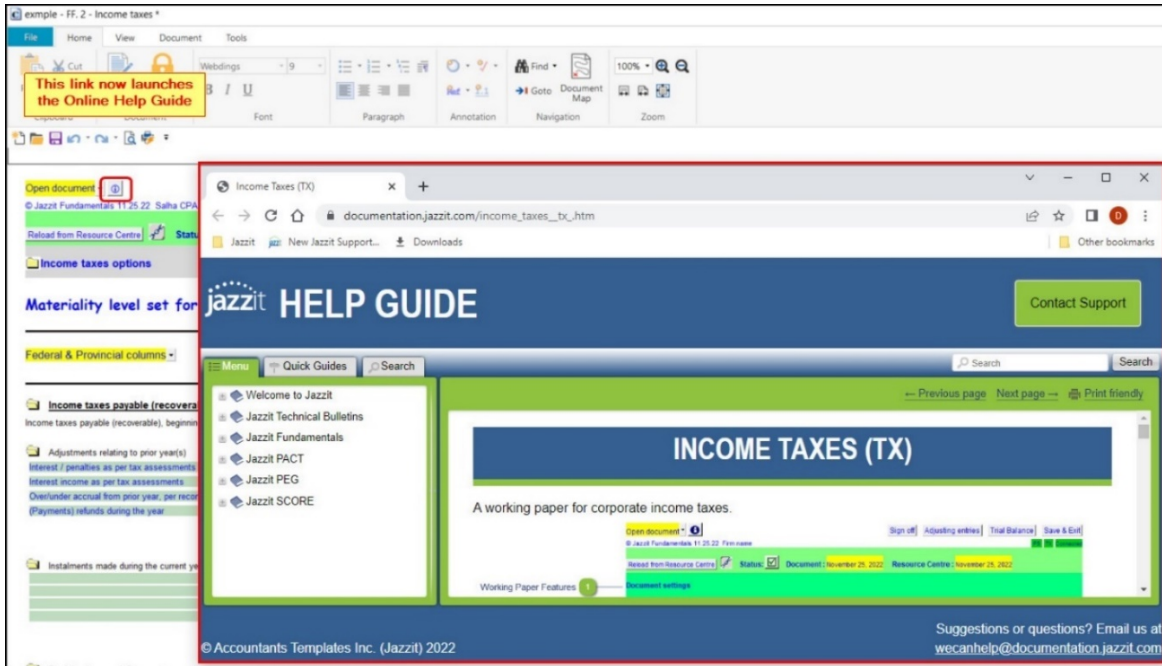 exmple - FF. 2 - Income taxes *
File Home View Document Tools
Cut
Webdings 9
Find
100%
This link now launches
the Online Help Guide
B I U
Goto Document
Map
Font Paragraph Annotation Navigation Zoom
Open document
© Jazzit Fundamentals 11.25.22 Salha CPA
Reload from Resource Centre
Income taxes options
Materiality level set for
Federal & Provincial columns
Income taxes payable (recovera
Income taxes payable (recoverable), beginnin
Adjustments relating to prior year(s)
Interest / penalties as per tax assessments
Interest income as per tax assessments
Over/under accrual from prior year, per recor
(Payments) refunds during the year
Instalments made during the current ye
Income Taxes (TX)
documentation.jazzit.com/income_taxes__tx_.htm
D
Jazzit New Jazzit Support... Downloads Other bookmarks
jazzit HELP GUIDE
Contact Support
Menu Quick Guides Search
Search Search
Previous page Next page Print friendly
Welcome to Jazzit
Jazzit Technical Bulletins
Jazzit Fundamentals
Jazzit PACT
Jazzit PEG
Jazzit SCORE
INCOME TAXES (TX)
A working paper for corporate income taxes.
Open document Sign off Adjusting entries Trial Balance Save & Exit
© Jazzit Fundamentals 11.25.22 Firm name
Reload from Resource Centre Status: Document: November 25, 2022 Resource Centre: November 25, 2022
Working Paper Features 1 Document settings
© Accountants Templates Inc. (Jazzit) 2022
Suggestions or questions? Email us at
wecanhelp@documentation.jazzit.com